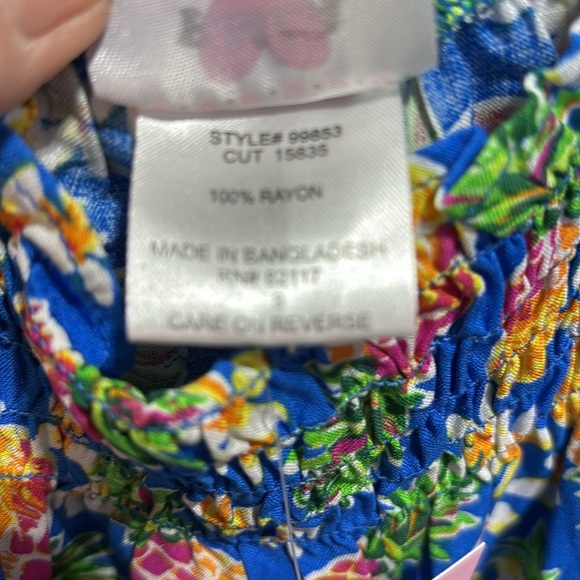 STYLE# 99853
CUT 15835
100% RAYON
MADE IN BANGLADESH
RN# 52117
S
CARE ON REVERSE